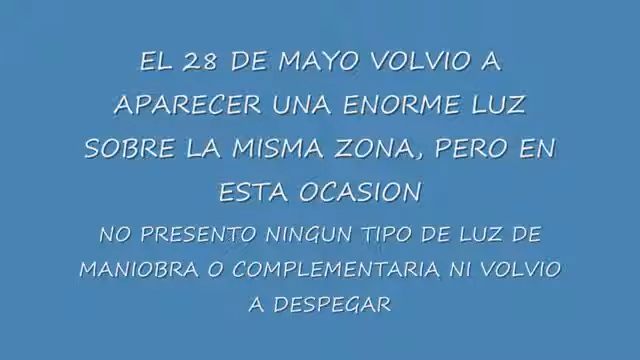 EL 28 DE MAYO VOLVIO A
APARECER UNA ENORME LUZ
SOBRE LA MISMA ZONA, PERO EN
ESTA OCASION
NO PRESENTO NINGUN TIPO DE LUZ DE
MANIOBRA O COMPLEMENTARIA NI VOLVIO
A DESPEGAR